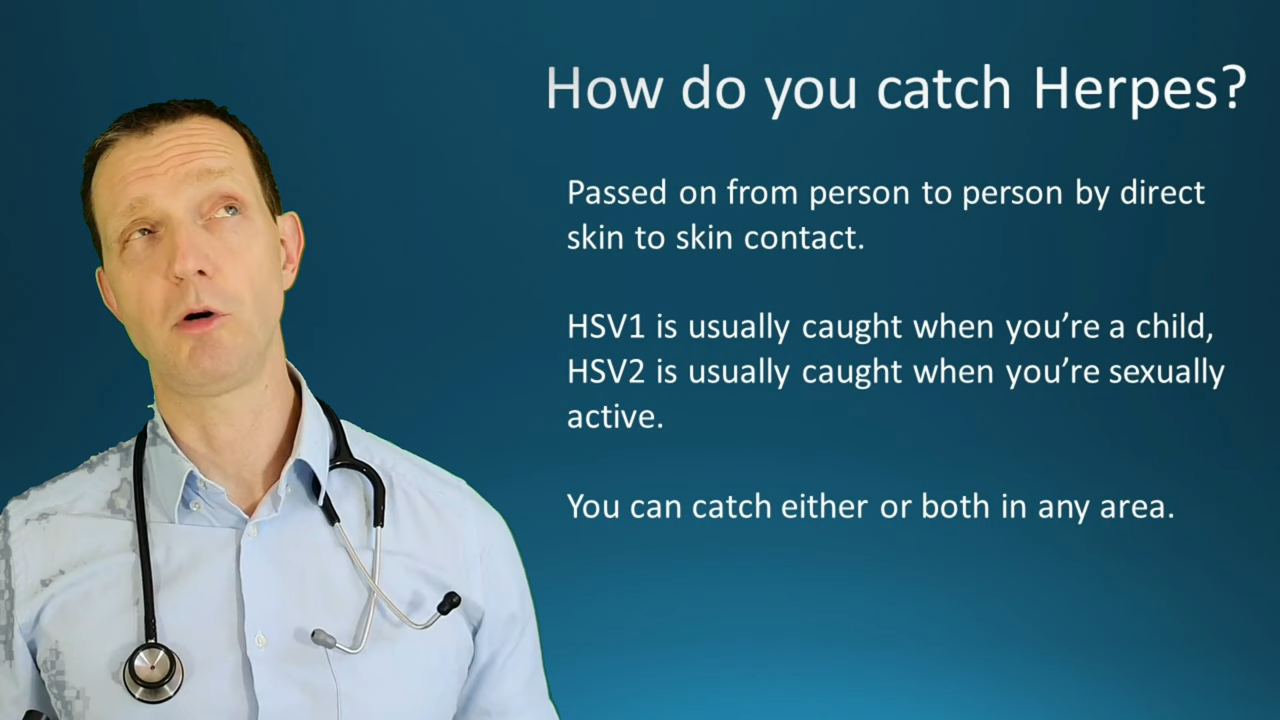 How do you catch Herpes?
Passed on from person to person by direct
skin to skin contact.
HSV1 is usually caught when you’re a child,
HSV2 is usually caught when you’re sexually
active.
You can catch either or both in any area.